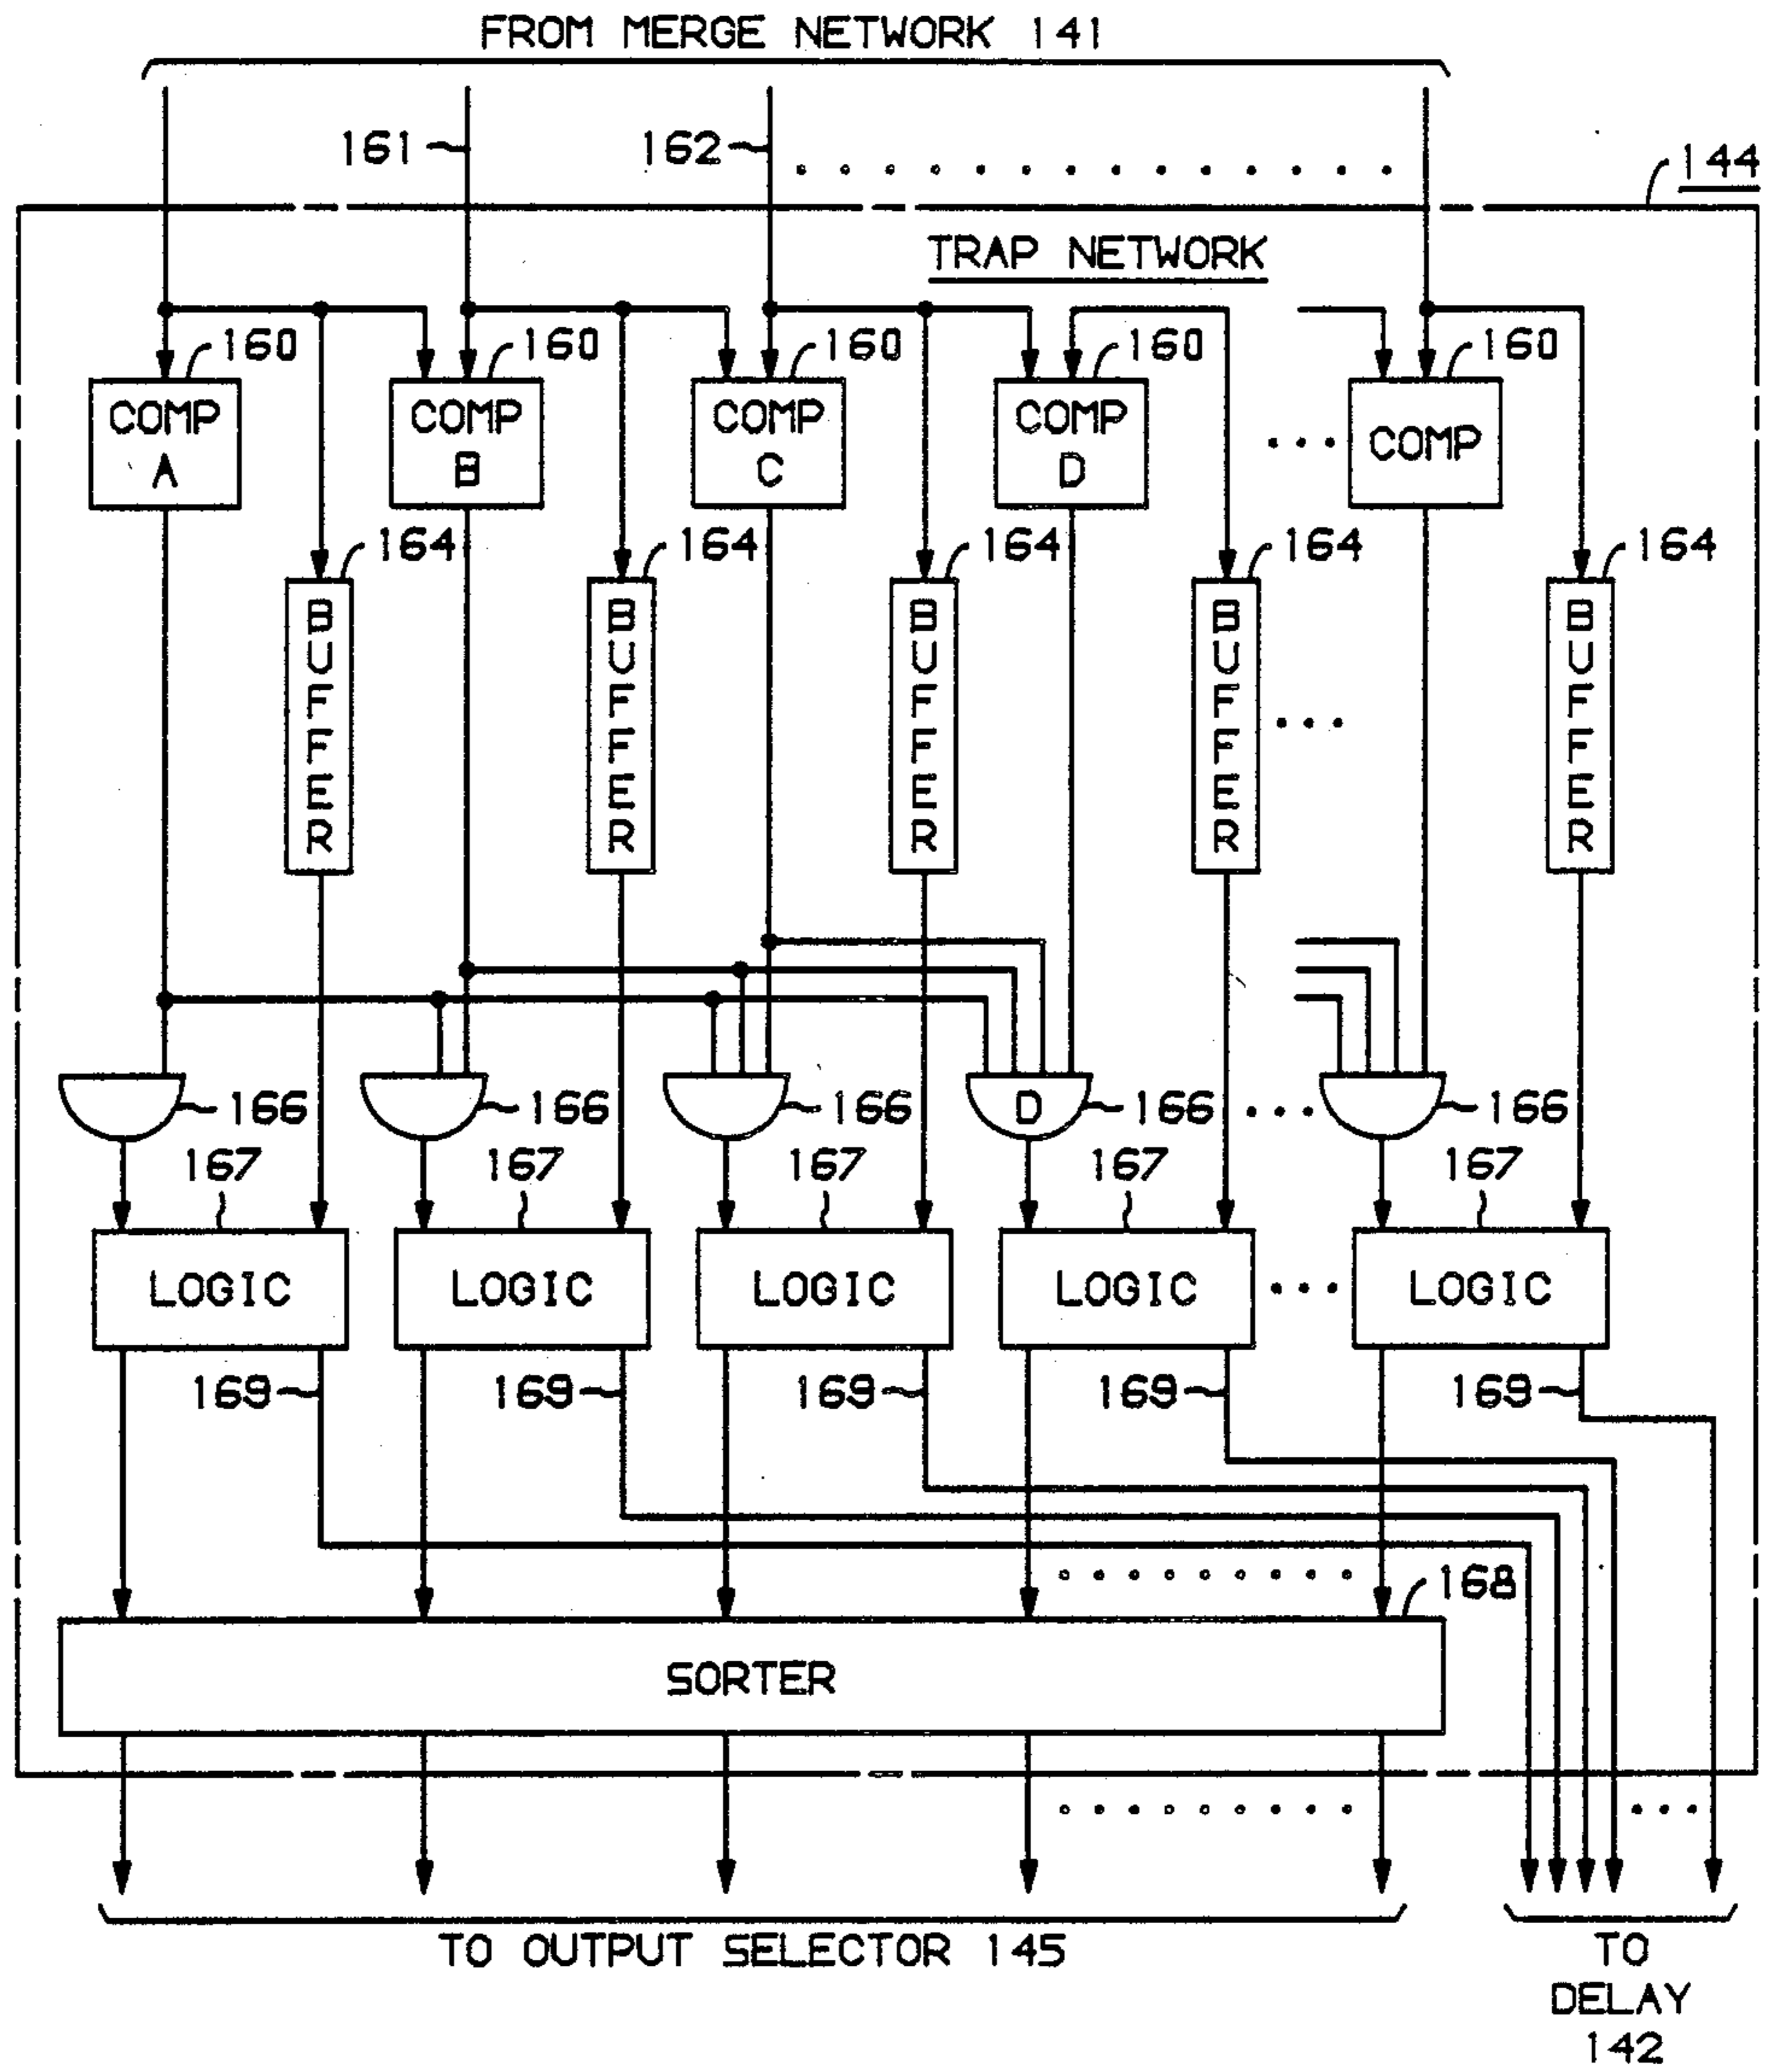 FROM MERGE NETWORK 141
161
162
144
TRAP NETWORK
160 160 160 160 160
COMP A
COMP B
COMP C
COMP D
COMP
164 164 164 164 164
BUFFER
BUFFER
BUFFER
BUFFER
BUFFER
D
166 166 166 166 166
167 167 167 167 167
LOGIC LOGIC LOGIC LOGIC LOGIC
169 169 169 169 169
168
SORTER
TO OUTPUT SELECTOR 145
TO
DELAY
142